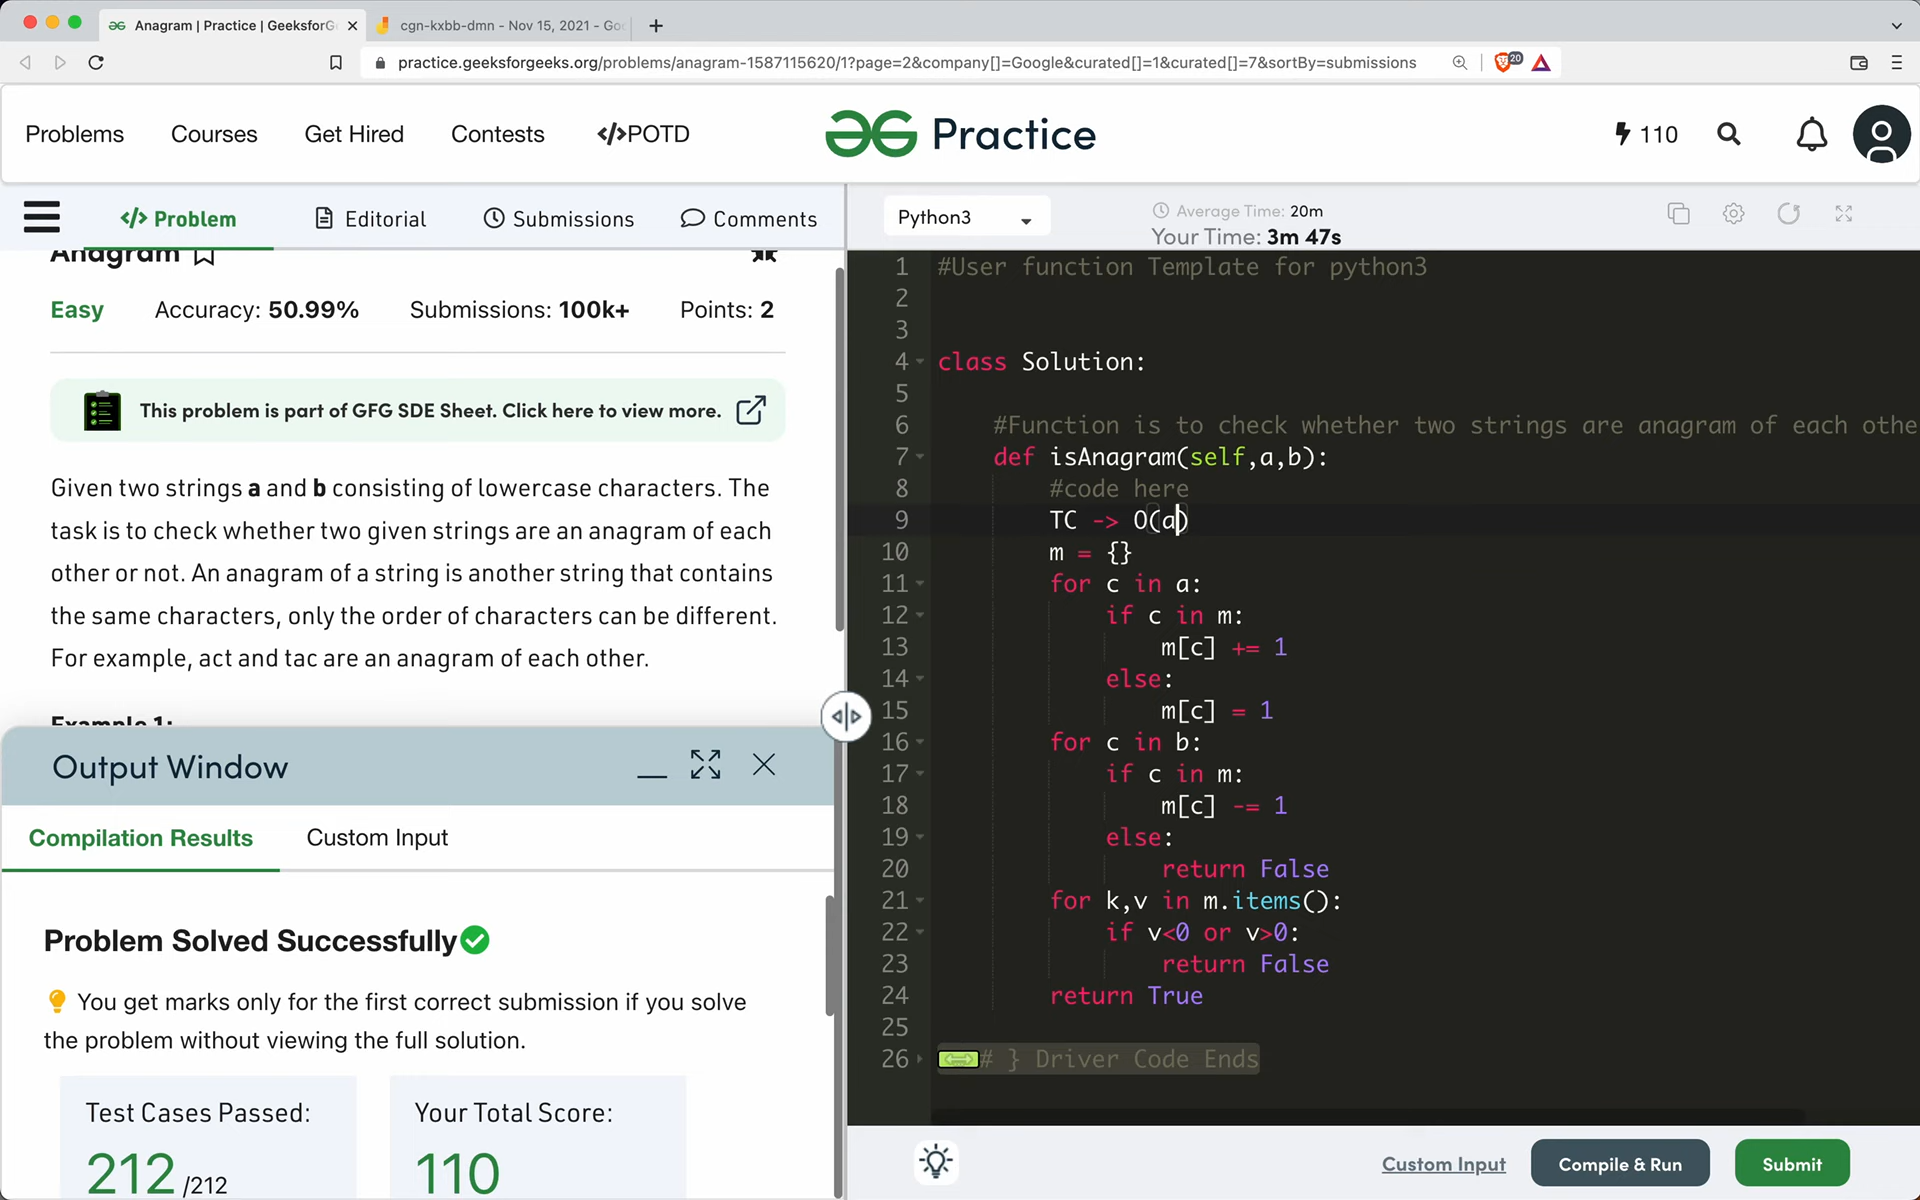 Anagram | Practice | GeeksforG
cgn-kxbb-dmn - Nov 15, 2021 - Goo
practice.geeksforgeeks.org/problems/anagram-1587115620/1?page=2&company[]=Google&curated[]=1&curated[]=7&sortBy=submissions
20
Problems
Courses
Get Hired
Contests
</>POTD
Practice
110
</> Problem
Editorial
Submissions
Comments
Python3
Average Time: 20m
Your Time: 3m 47s
Anagram
Easy
Accuracy: 50.99%
Submissions: 100k+
Points: 2
This problem is part of GFG SDE Sheet. Click here to view more.
Given two strings a and b consisting of lowercase characters. The
task is to check whether two given strings are an anagram of each
other or not. An anagram of a string is another string that contains
the same characters, only the order of characters can be different.
For example, act and tac are an anagram of each other.
Example 1:
Output Window
Compilation Results
Custom Input
Problem Solved Successfully
You get marks only for the first correct submission if you solve
the problem without viewing the full solution.
Test Cases Passed:
212 /212
Your Total Score:
110
1 #User function Template for python3
2
3
4 class Solution:
5
6 #Function is to check whether two strings are anagram of each othe
7 def isAnagram(self,a,b):
8 #code here
9 TC -> O(a)
10 m = {}
11 for c in a:
12 if c in m:
13 m[c] += 1
14 else:
15 m[c] = 1
16 for c in b:
17 if c in m:
18 m[c] -= 1
19 else:
20 return False
21 for k,v in m.items():
22 if v<0 or v>0:
23 return False
24 return True
25
26 # } Driver Code Ends
Custom Input
Compile & Run
Submit